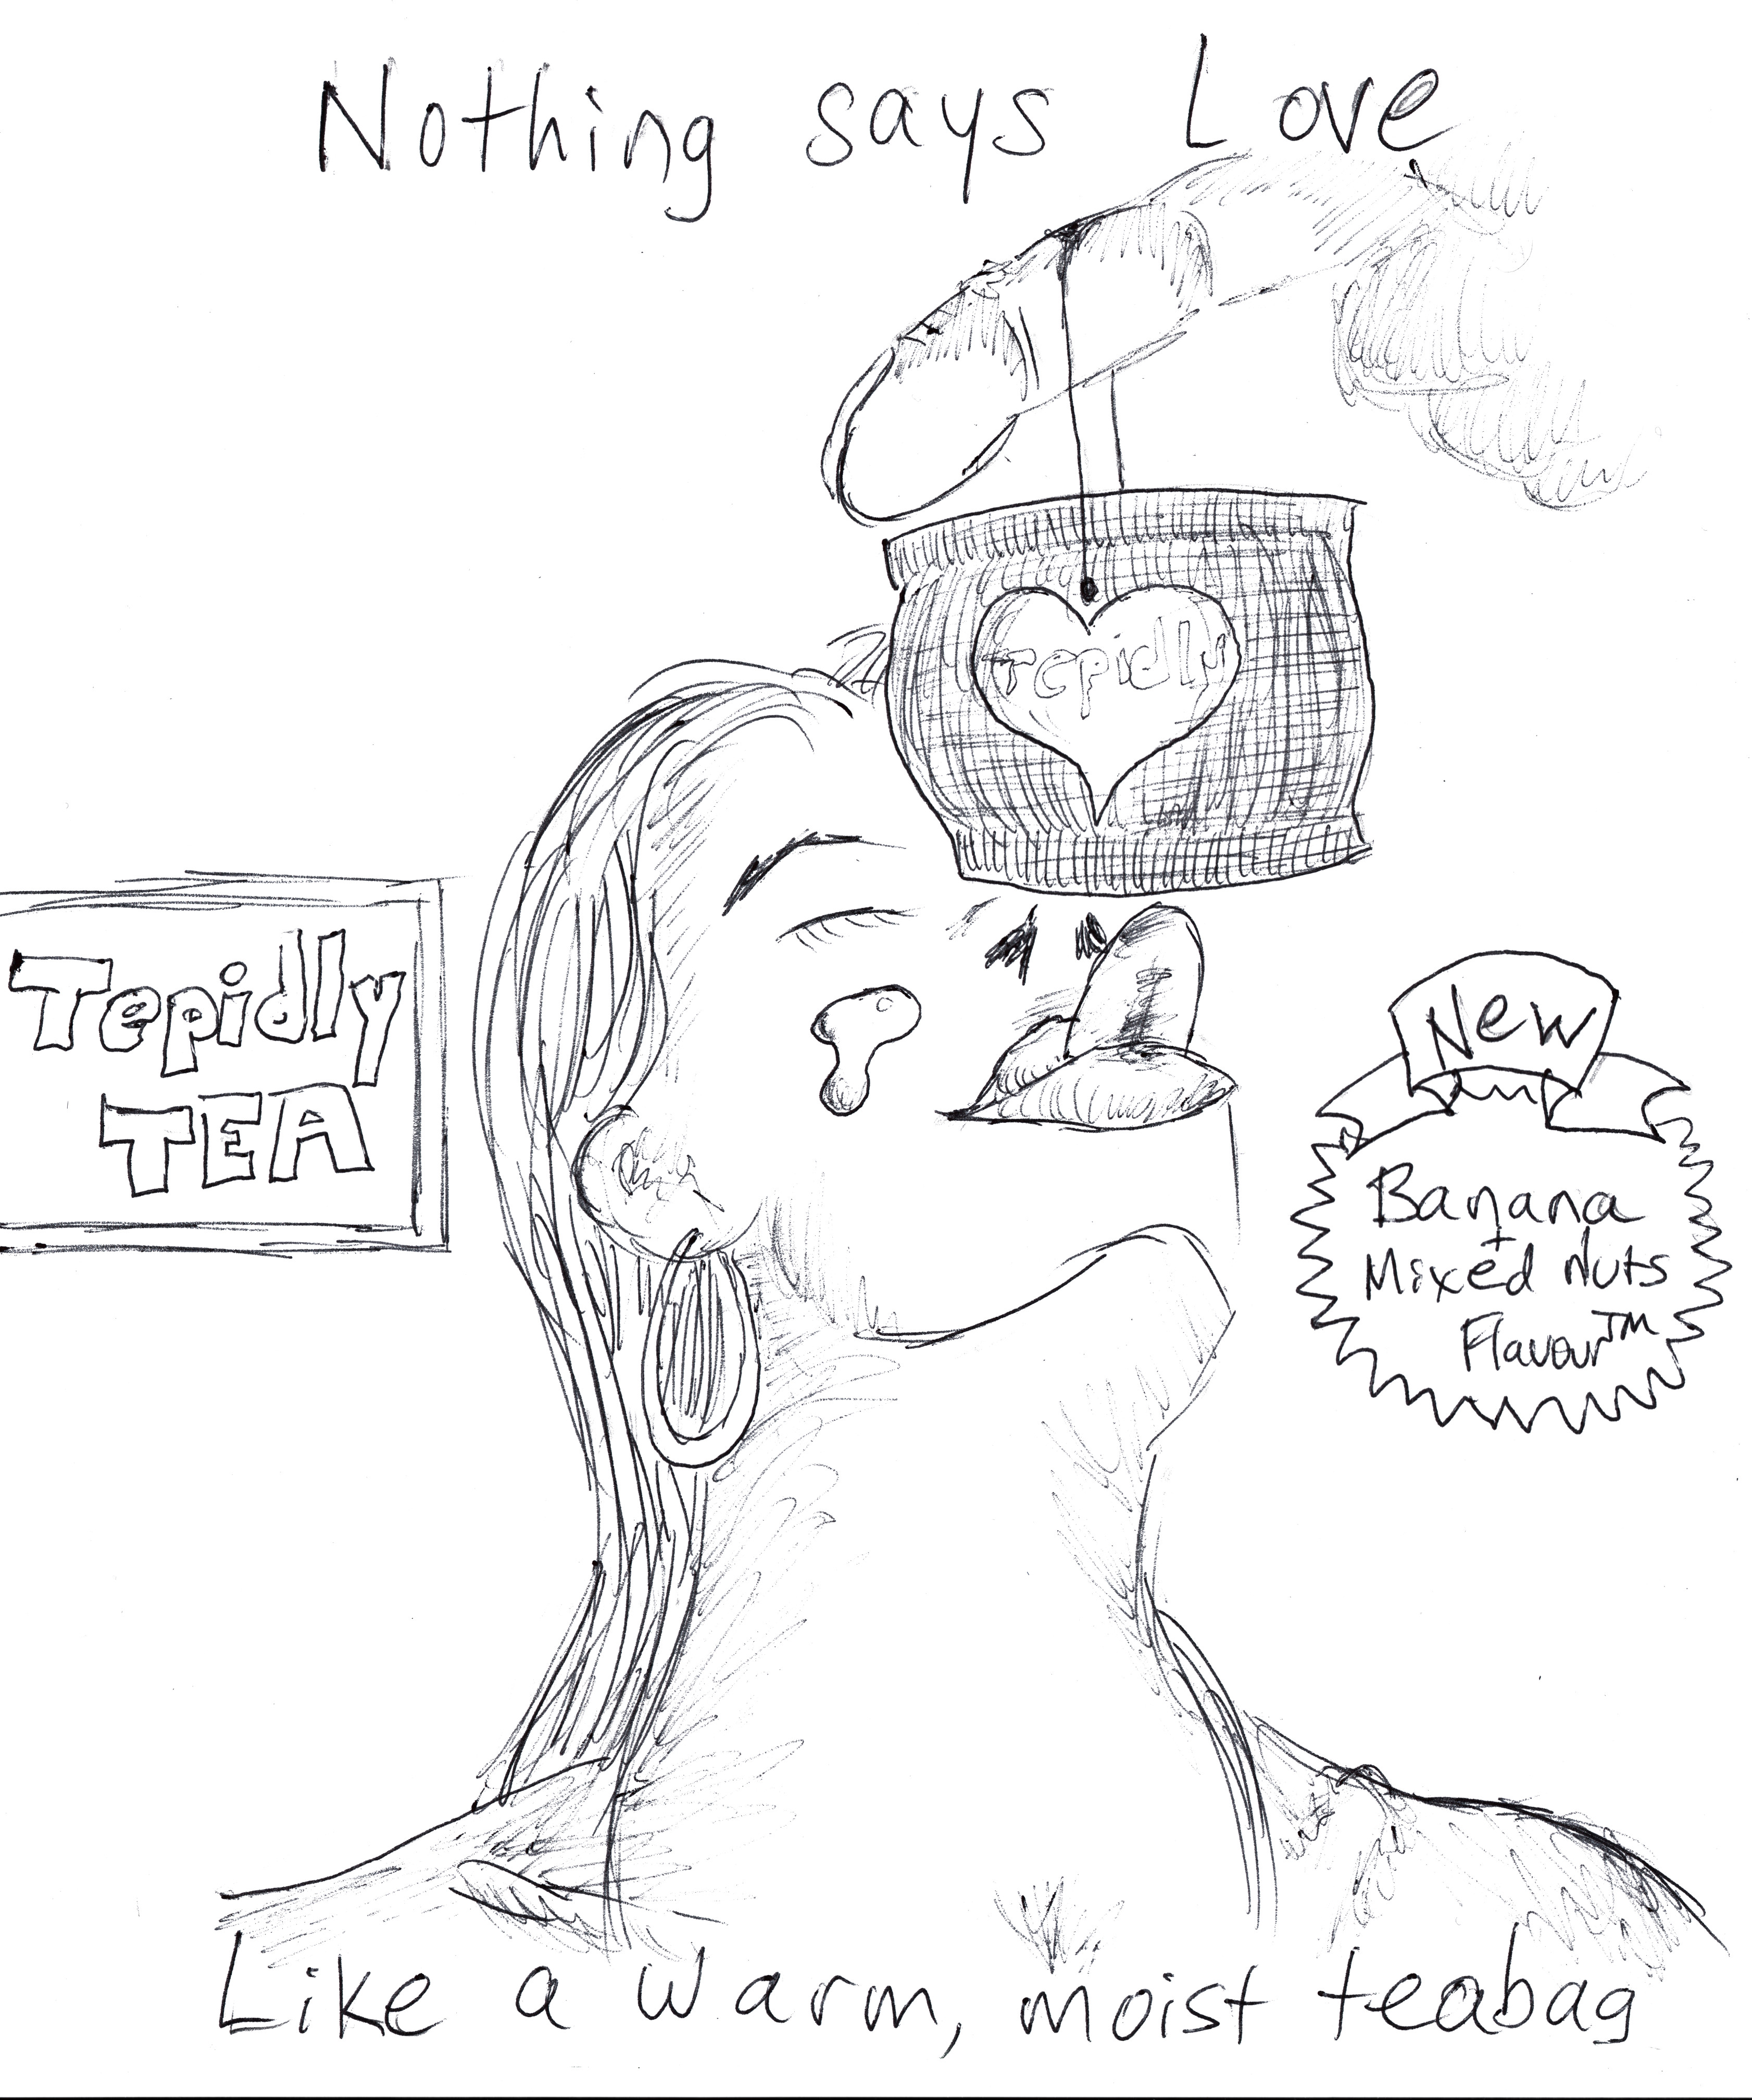 Nothing says Love
Tepidly
Tepidly
TEA
New
Banana
+
Mixed Nuts
Flavour™
Like a warm, moist teabag